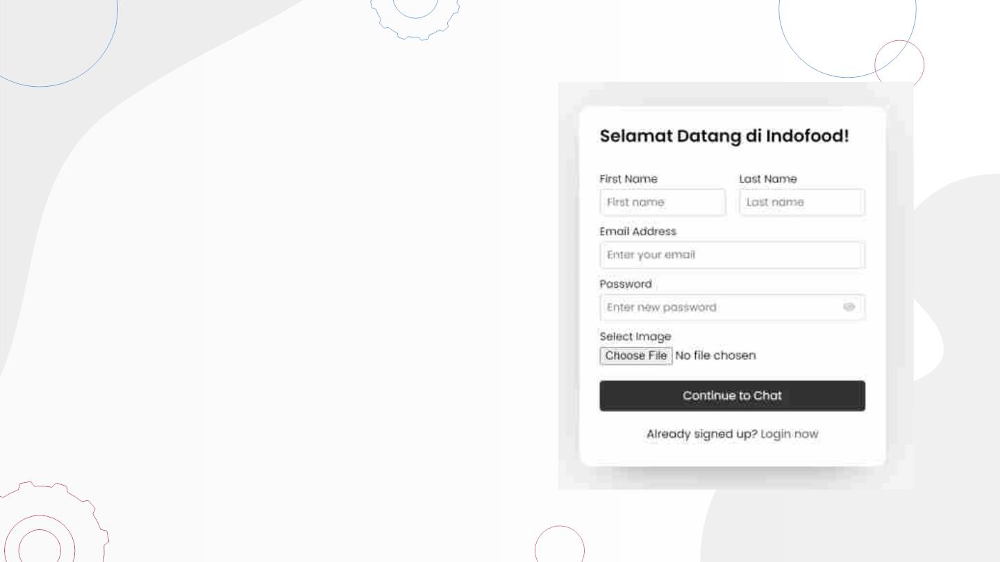 Selamat Datang di Indofood!
First Name Last Name
First name Last name
Email Address
Enter your email
Password
Enter new password
Select Image
Choose File No file chosen
Continue to Chat
Already signed up? Login now